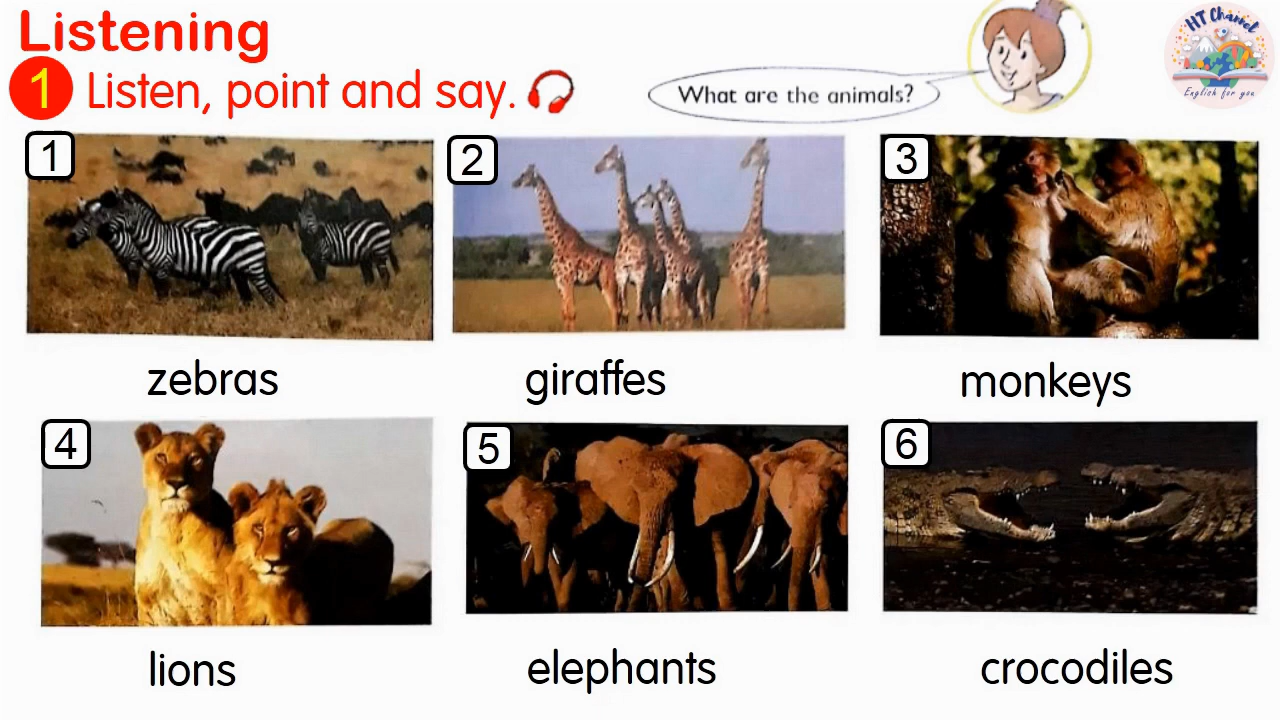 Listening
1 Listen, point and say.
What are the animals?
HT Channel
English for you
1
2
3
zebras
giraffes
monkeys
4
5
6
lions
elephants
crocodiles